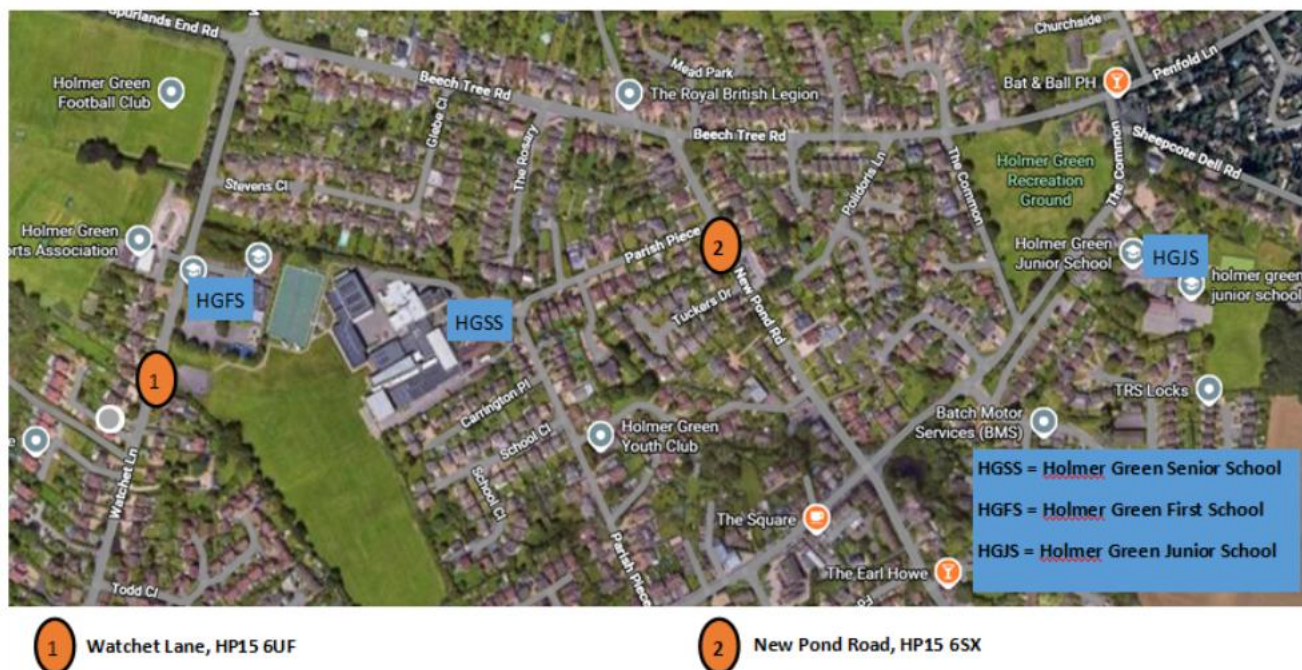 Spurlands End Rd
Churchside
Mead Park
Bat & Ball PH
Penfold Ln
Holmer Green
Football Club
Beech Tree Rd
The Royal British Legion
Glebe Cl
Beech Tree Rd
The Common
Sheepcote Dell Rd
The Rosary
Polidoris Ln
The Common
Holmer Green
Recreation
Ground
Stevens Cl
Holmer Green
orts Association
Parish Piece
2
Holmer Green
Junior School
HGJS
holmer green
junior school
HGFS
HGSS
Tuckers Dr
New Pond Rd
1
Carrington Pl
TRS Locks
School Cl
Holmer Green
Youth Club
Batch Motor
Services (BMS)
e
Watchet Ln
School Cl
HGSS = Holmer Green Senior School
HGFS = Holmer Green First School
HGJS = Holmer Green Junior School
The Square
Parish Piece
The Earl Howe
Todd Cl
1 Watchet Lane, HP15 6UF
2 New Pond Road, HP15 6SX